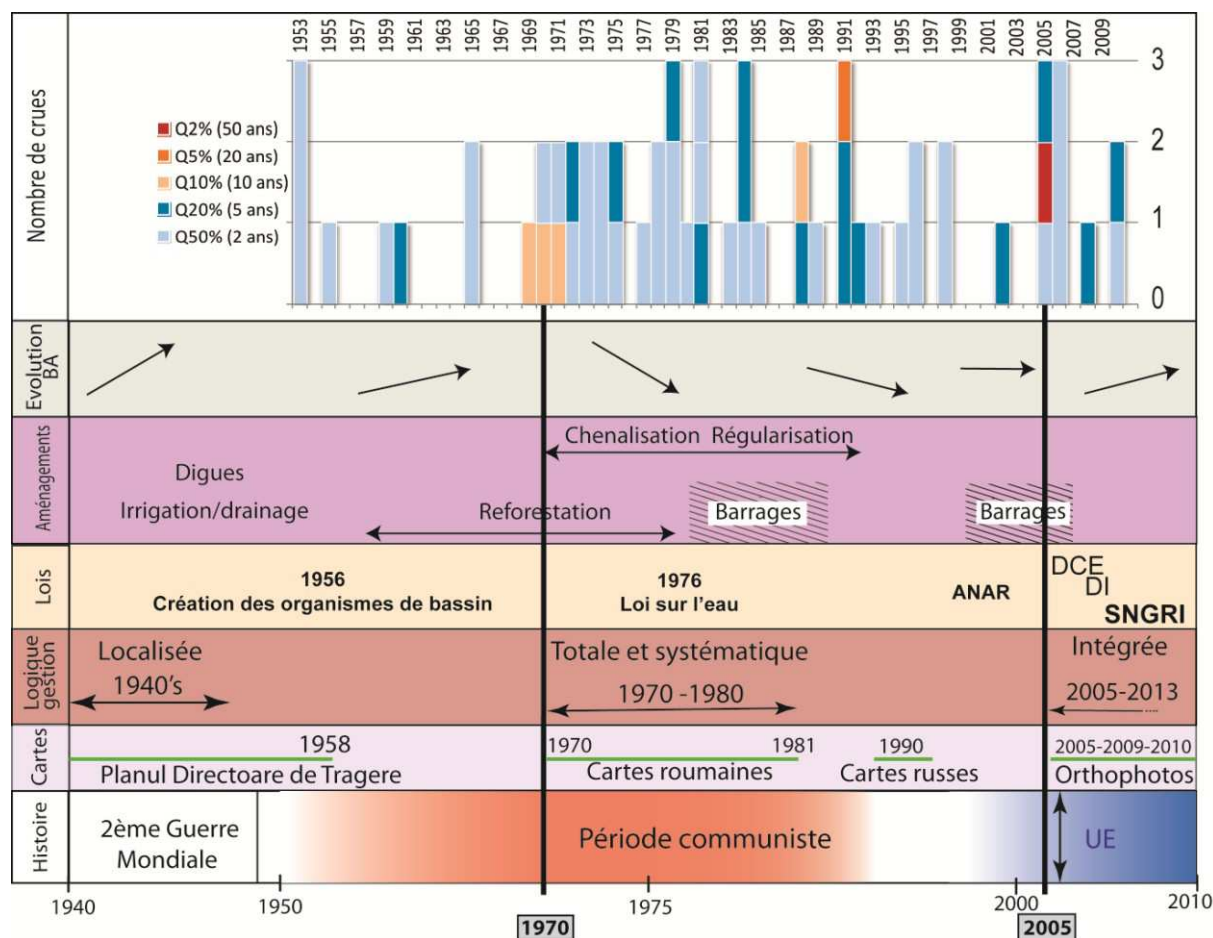 1953 1955 1957 1959 1961 1963 1965 1967 1969 1971 1973 1975 1977 1979 1981 1983 1985 1987 1989 1991 1993 1995 1997 1999 2001 2003 2005 2007 2009
Nombre de crues
3
2
1
0
Q2% (50 ans)
Q5% (20 ans)
Q10% (10 ans)
Q20% (5 ans)
Q50% (2 ans)
Evolution
BA
Aménagements
Chenalisation Régularisation
Digues
Irrigation/drainage
Reforestation
Barrages
Barrages
Lois
1956
Création des organismes de bassin
1976
Loi sur l'eau
ANAR
DCE
DI
SNGRI
Logique
gestion
Localisée
1940's
Totale et systématique
1970 -1980
Intégrée
2005-2013
Cartes
1958
Planul Directoare de Tragere
1970
1981
Cartes roumaines
1990
Cartes russes
2005-2009-2010
Orthophotos
Histoire
2ème Guerre
Mondiale
Période communiste
UE
1940
1950
1975
2000
2010
1970
2005